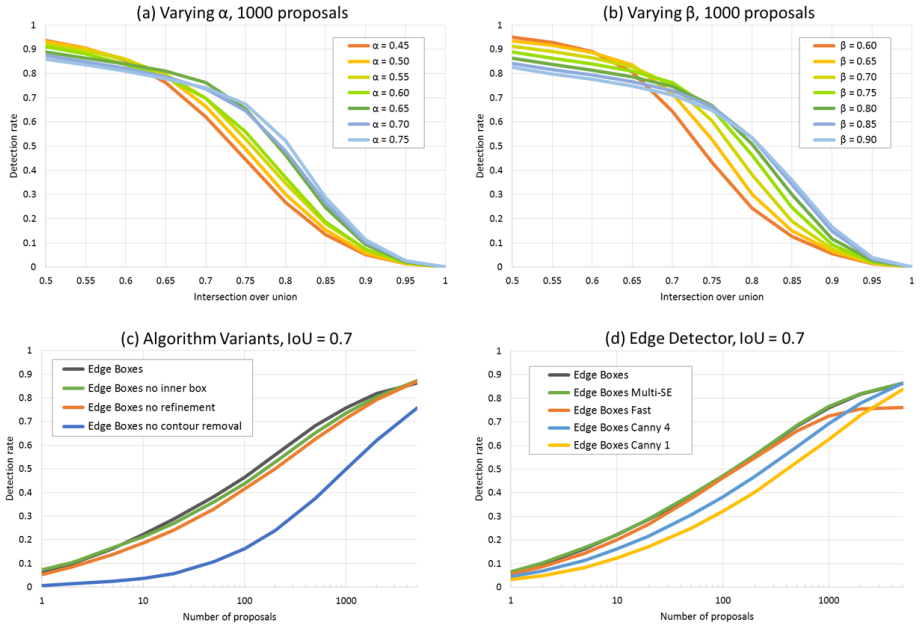 (a) Varying α, 1000 proposals
1
0.9
0.8
0.7
0.6
0.5
0.4
0.3
0.2
0.1
0
Detection rate
α = 0.45
α = 0.50
α = 0.55
α = 0.60
α = 0.65
α = 0.70
α = 0.75
0.5 0.55 0.6 0.65 0.7 0.75 0.8 0.85 0.9 0.95 1
Intersection over union
(b) Varying β, 1000 proposals
1
0.9
0.8
0.7
0.6
0.5
0.4
0.3
0.2
0.1
0
Detection rate
β = 0.60
β = 0.65
β = 0.70
β = 0.75
β = 0.80
β = 0.85
β = 0.90
0.5 0.55 0.6 0.65 0.7 0.75 0.8 0.85 0.9 0.95 1
Intersection over union
(c) Algorithm Variants, IoU = 0.7
1
0.9
0.8
0.7
0.6
0.5
0.4
0.3
0.2
0.1
0
Detection rate
Edge Boxes
Edge Boxes no inner box
Edge Boxes no refinement
Edge Boxes no contour removal
1 10 100 1000
Number of proposals
(d) Edge Detector, IoU = 0.7
1
0.9
0.8
0.7
0.6
0.5
0.4
0.3
0.2
0.1
0
Detection rate
Edge Boxes
Edge Boxes Multi-SE
Edge Boxes Fast
Edge Boxes Canny 4
Edge Boxes Canny 1
1 10 100 1000
Number of proposals